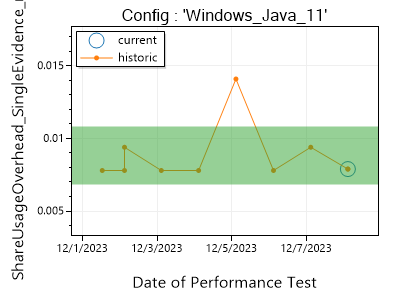 Config : 'Windows_Java_11'
current
historic
0.015
0.01
0.005
12/1/2023
12/3/2023
12/5/2023
12/7/2023
Date of Performance Test
ShareUsageOverhead_SingleEvidence_